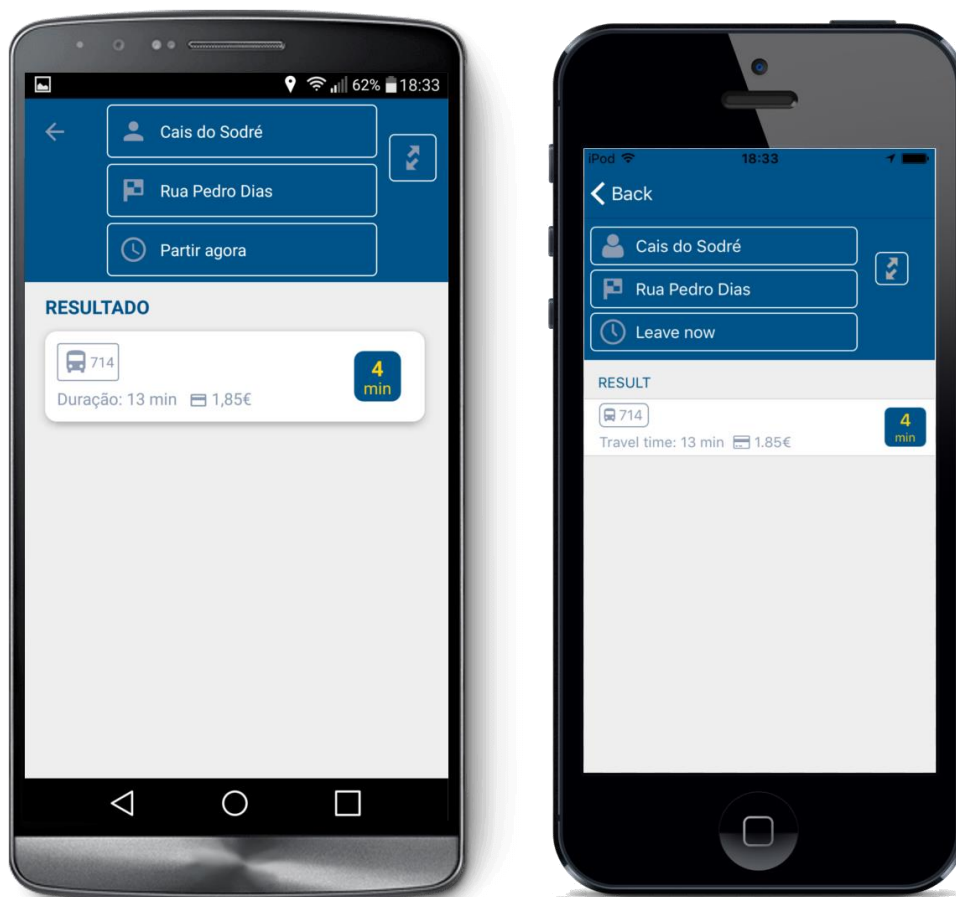 62% 18:33
Cais do Sodré
Rua Pedro Dias
Partir agora
RESULTADO
714
4
min
Duração: 13 min 1,85€
iPod 18:33
Back
Cais do Sodré
Rua Pedro Dias
Leave now
RESULT
714
4
min
Travel time: 13 min 1.85€